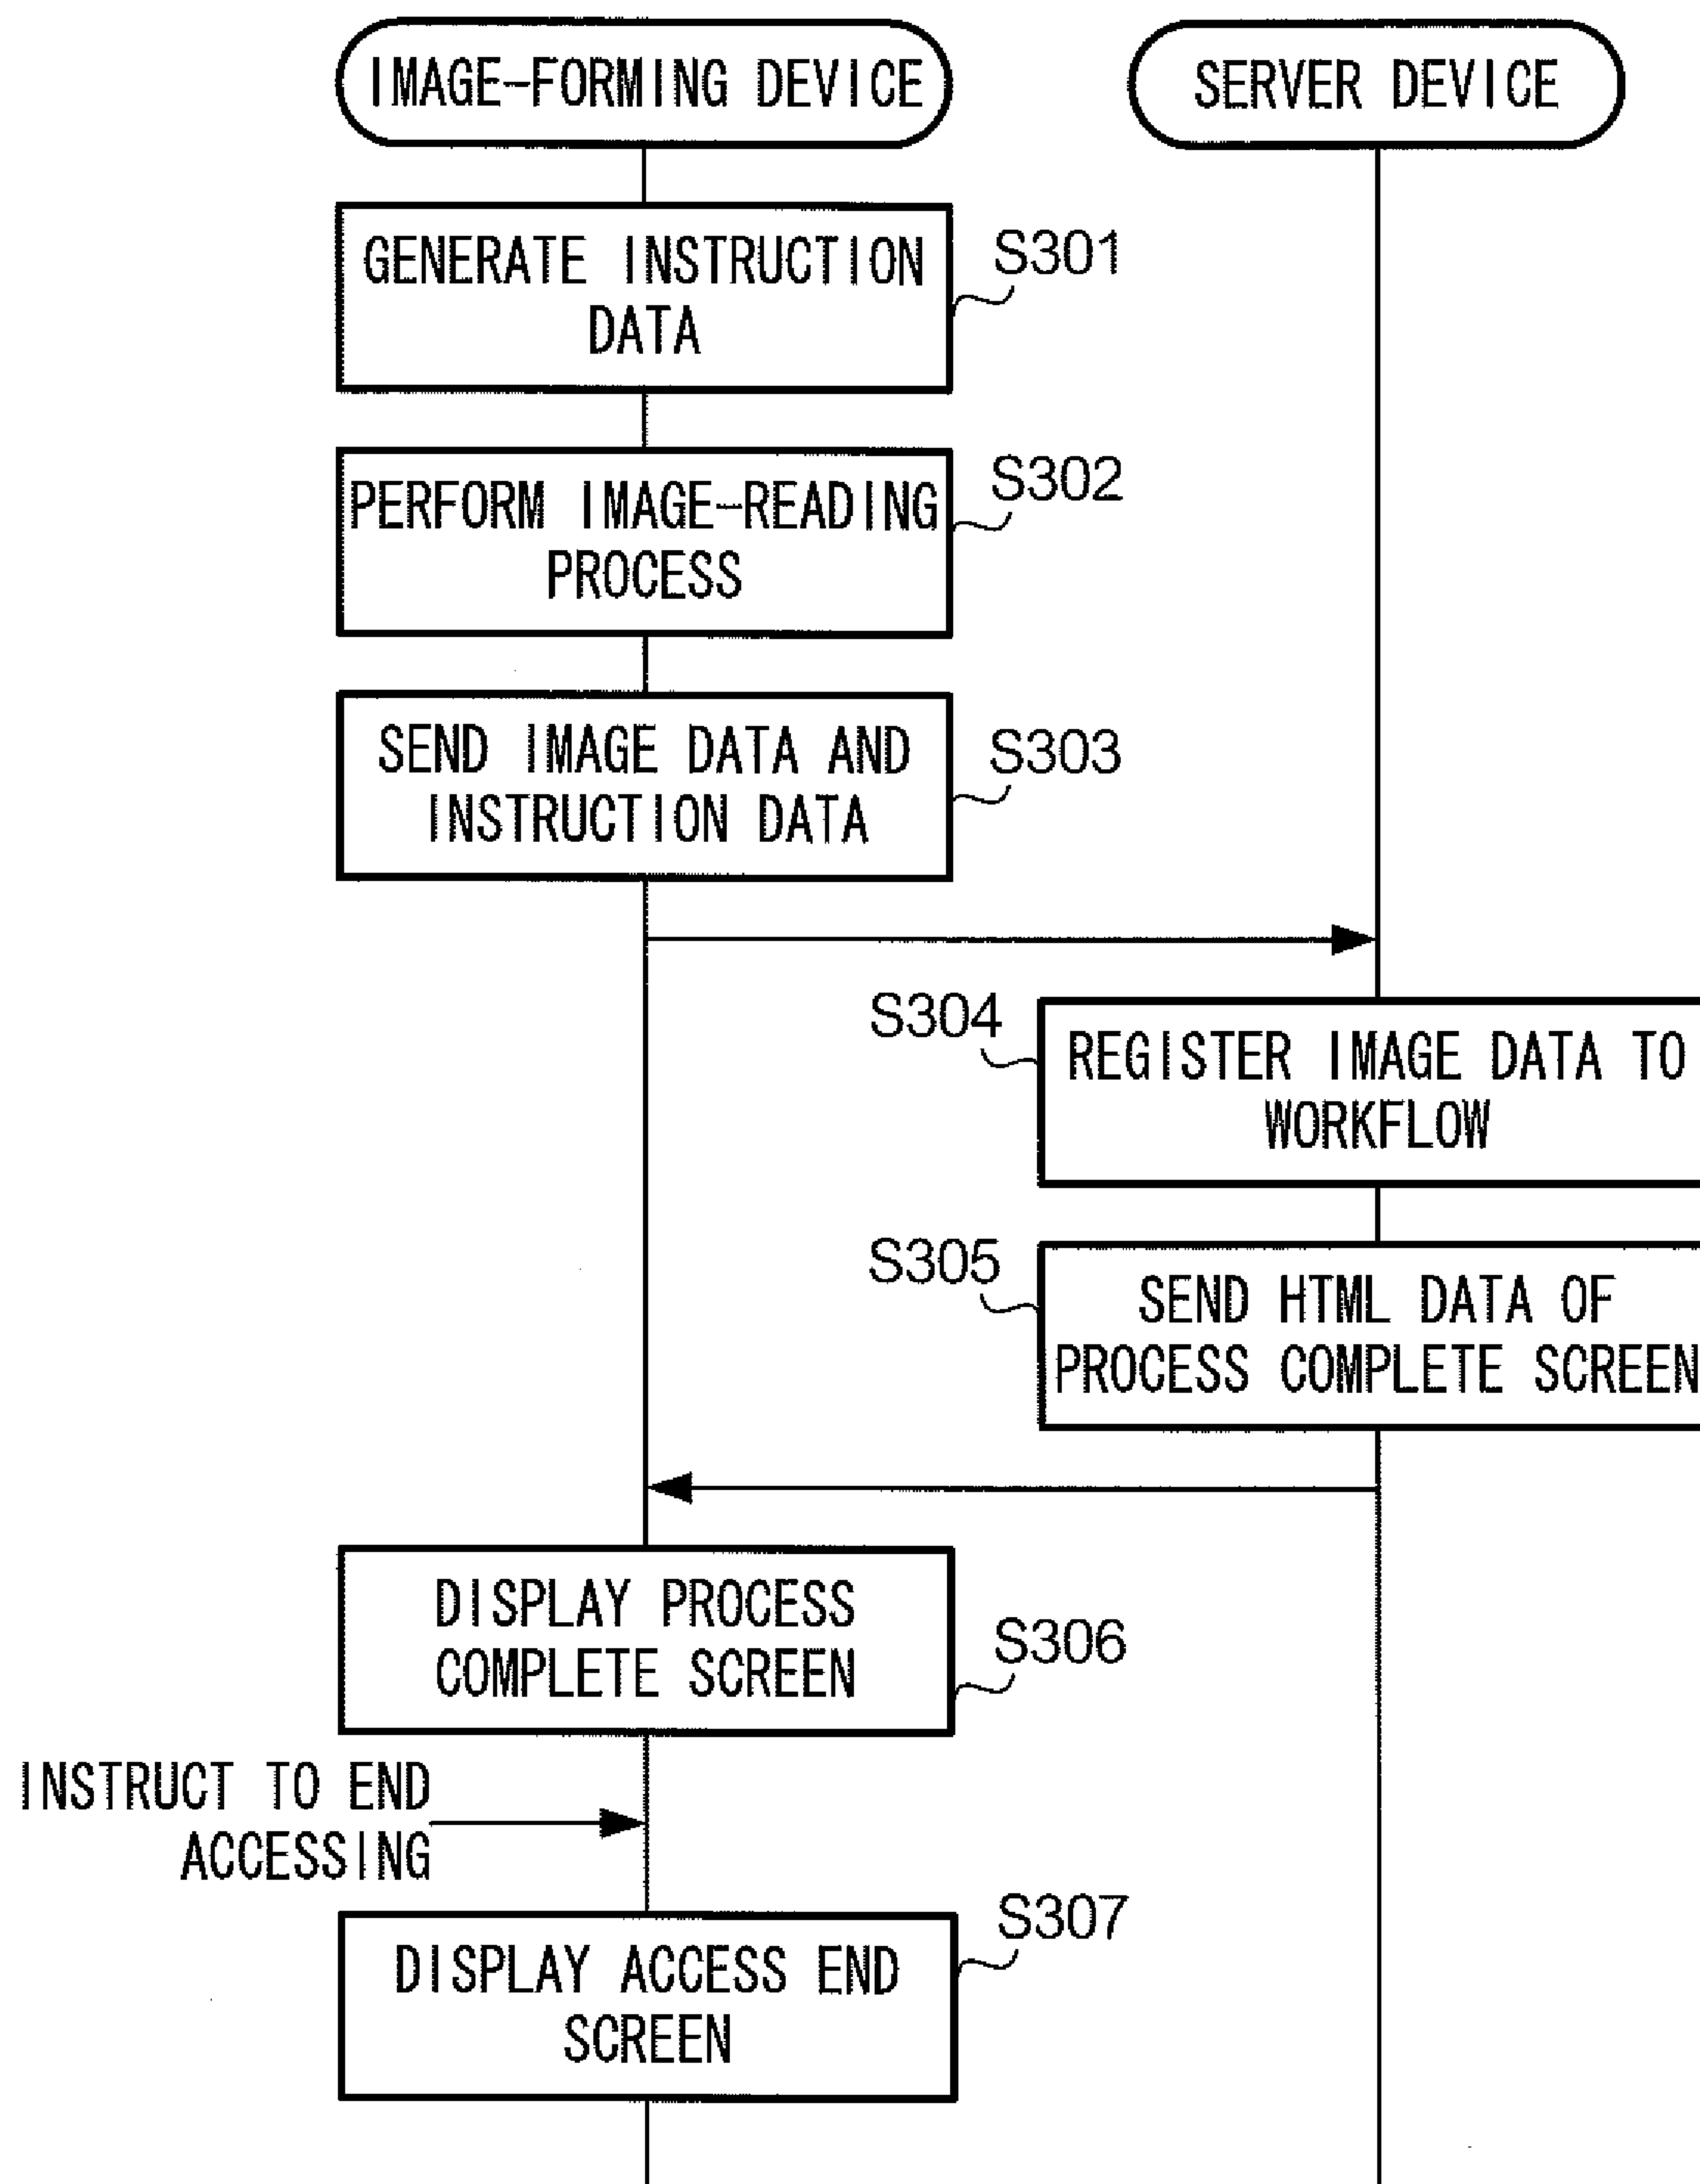 IMAGE-FORMING DEVICE
SERVER DEVICE
GENERATE INSTRUCTION
DATA
S301
PERFORM IMAGE-READING
PROCESS
S302
SEND IMAGE DATA AND
INSTRUCTION DATA
S303
S304
REGISTER IMAGE DATA TO
WORKFLOW
S305
SEND HTML DATA OF
PROCESS COMPLETE SCREEN
DISPLAY PROCESS
COMPLETE SCREEN
S306
INSTRUCT TO END
ACCESSING
DISPLAY ACCESS END
SCREEN
S307